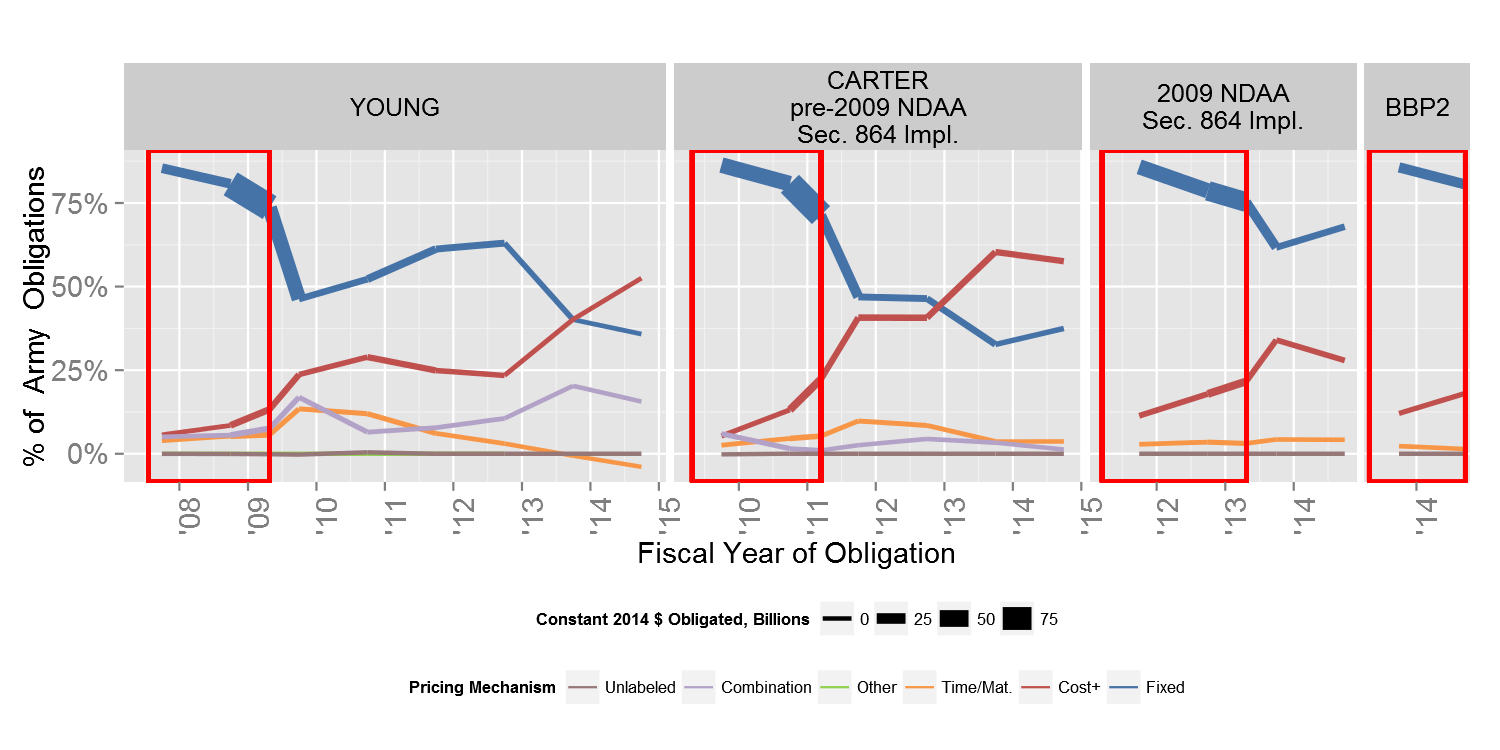 YOUNG
CARTER
pre-2009 NDAA
Sec. 864 Impl.
2009 NDAA
Sec. 864 Impl.
BBP2
% of Army Obligations
75%
50%
25%
0%
'08
'09
'10
'11
'12
'13
'14
'15
'10
'11
'12
'13
'14
'15
'12
'13
'14
'14
Fiscal Year of Obligation
Constant 2014 $ Obligated, Billions 0 25 50 75
Pricing Mechanism Unlabeled Combination Other Time/Mat. Cost+ Fixed